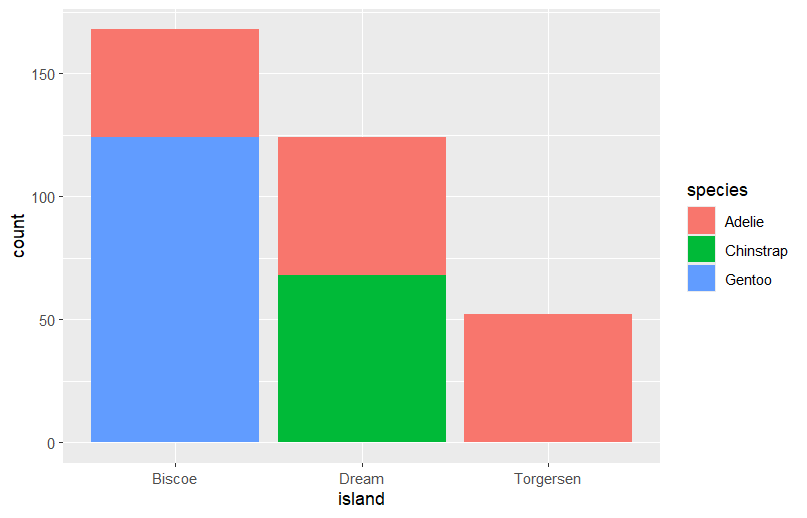 150
100
50
0
count
Biscoe
Dream
Torgersen
island
species
Adelie
Chinstrap
Gentoo